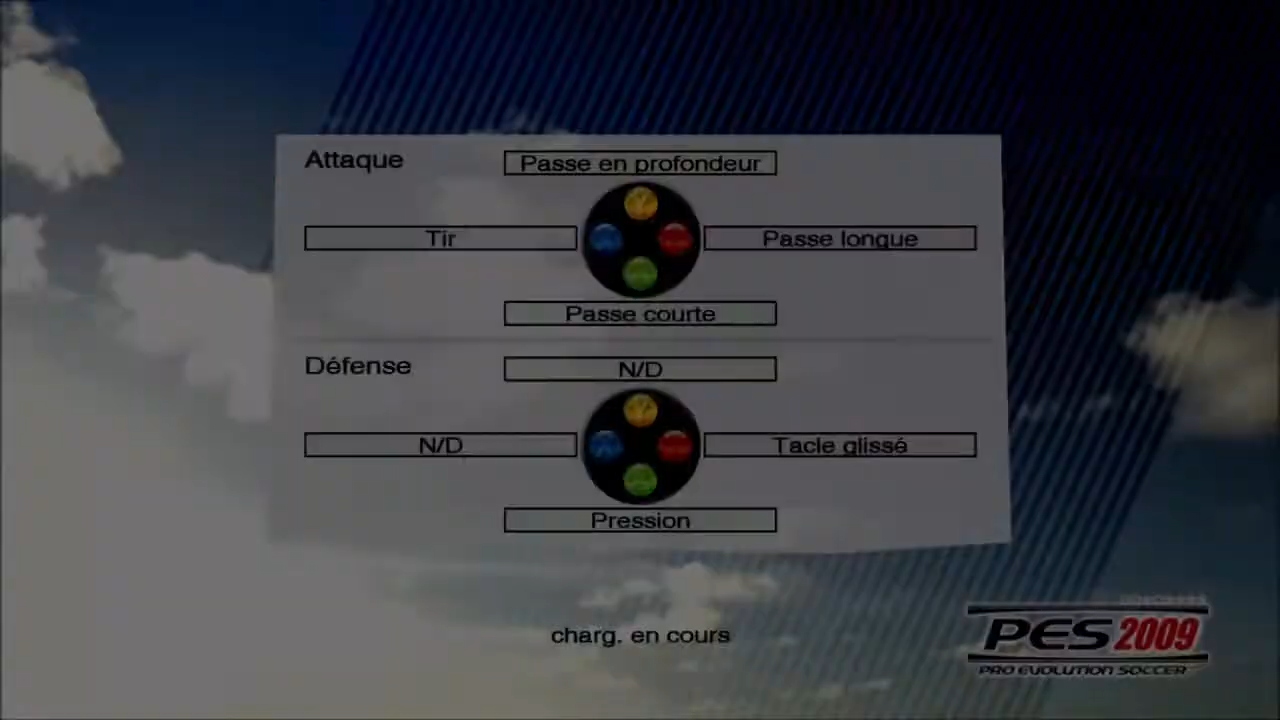 Attaque
Passe en profondeur
Y
Tir
Passe longue
Passe courte
Défense
N/D
Y
N/D
Tacle glissé
Pression
charg. en cours
PES 2009
PRO EVOLUTION SOCCER